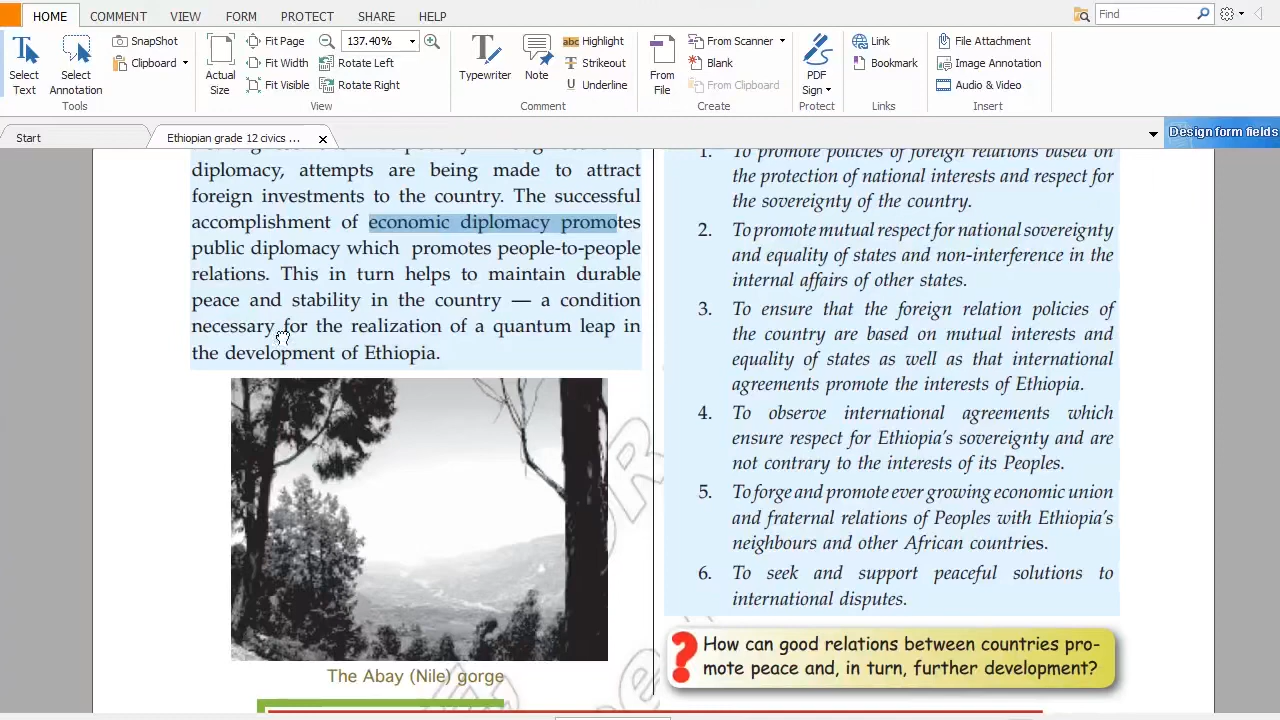 HOME COMMENT VIEW FORM PROTECT SHARE HELP
Find
Select Text
Select Annotation
SnapShot
Clipboard
Tools
Actual Size
Fit Page
Fit Width
Fit Visible
137.40%
Rotate Left
Rotate Right
View
Typewriter
Note
abc Highlight
Strikeout
U Underline
Comment
From File
From Scanner
Blank
From Clipboard
Create
PDF Sign
Protect
Link
Bookmark
Links
File Attachment
Image Annotation
Audio & Video
Insert
Start
Ethiopian grade 12 civics ...
Design form fields
diplomacy, attempts are being made to attract
foreign investments to the country. The successful
accomplishment of economic diplomacy promotes
public diplomacy which promotes people-to-people
relations. This in turn helps to maintain durable
peace and stability in the country — a condition
necessary for the realization of a quantum leap in
the development of Ethiopia.
The Abay (Nile) gorge
1. To promote policies of foreign relations based on
the protection of national interests and respect for
the sovereignty of the country.
2. To promote mutual respect for national sovereignty
and equality of states and non-interference in the
internal affairs of other states.
3. To ensure that the foreign relation policies of
the country are based on mutual interests and
equality of states as well as that international
agreements promote the interests of Ethiopia.
4. To observe international agreements which
ensure respect for Ethiopia's sovereignty and are
not contrary to the interests of its Peoples.
5. To forge and promote ever growing economic union
and fraternal relations of Peoples with Ethiopia's
neighbours and other African countries.
6. To seek and support peaceful solutions to
international disputes.
? How can good relations between countries pro-
mote peace and, in turn, further development?